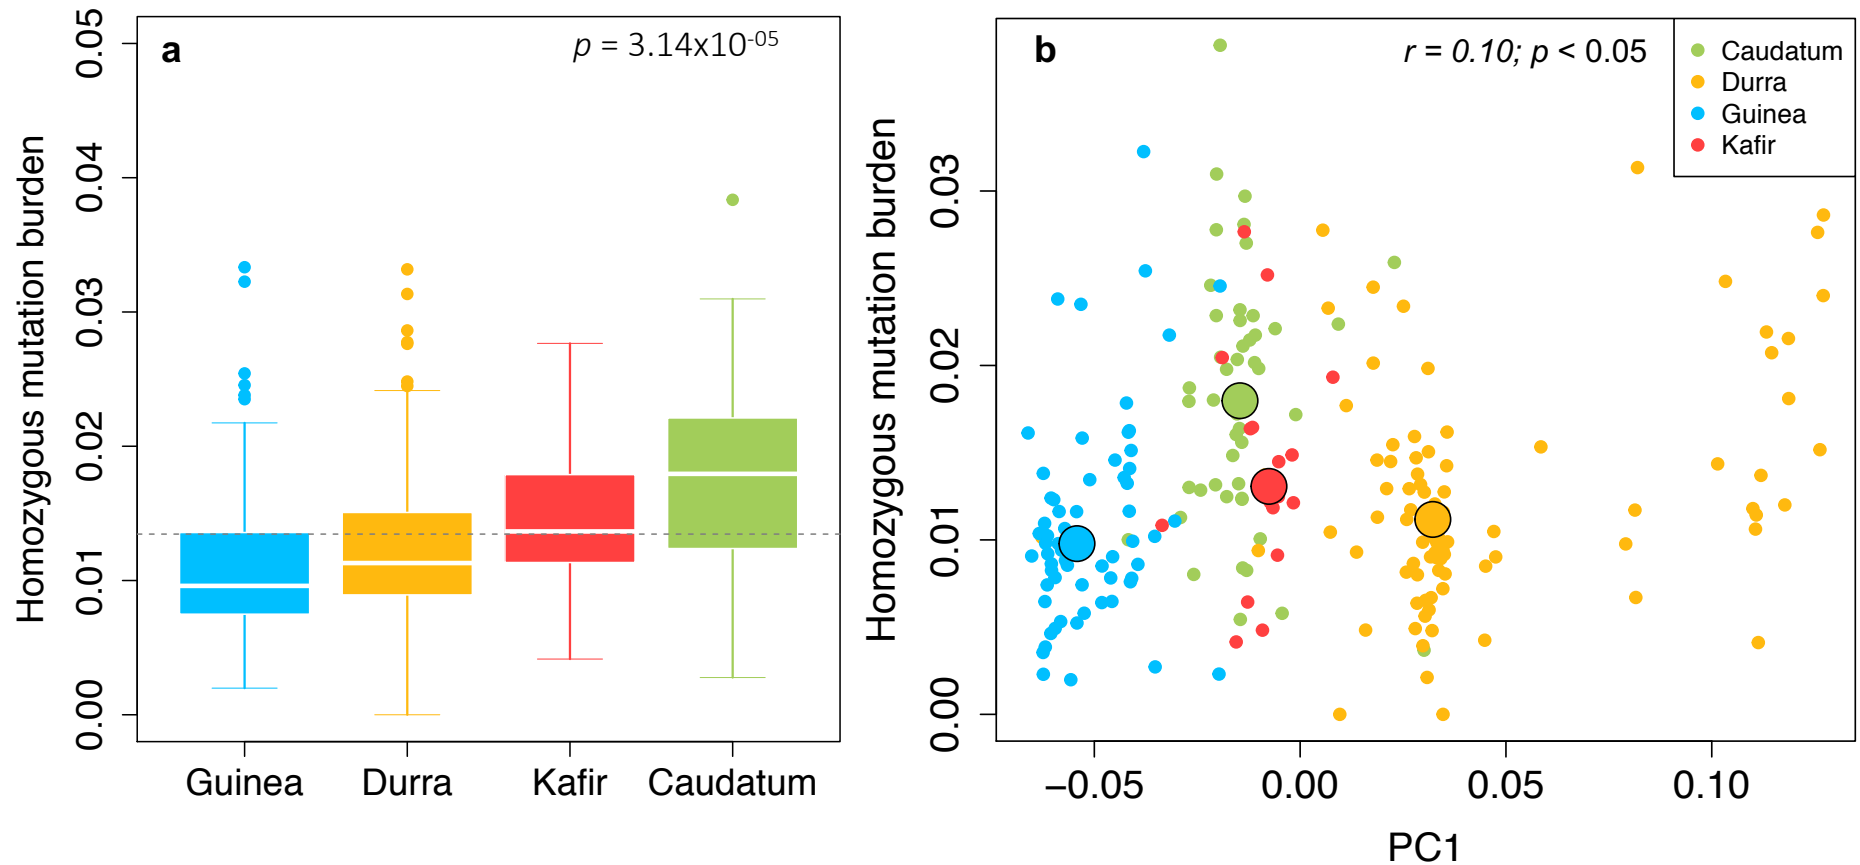 a
p = 3.14x10-05
Homozygous mutation burden
0.05
0.04
0.03
0.02
0.01
0.00
Guinea
Durra
Kafir
Caudatum
b
r = 0.10; p < 0.05
Caudatum
Durra
Guinea
Kafir
Homozygous mutation burden
0.03
0.02
0.01
0.00
−0.05
0.00
0.05
0.10
PC1